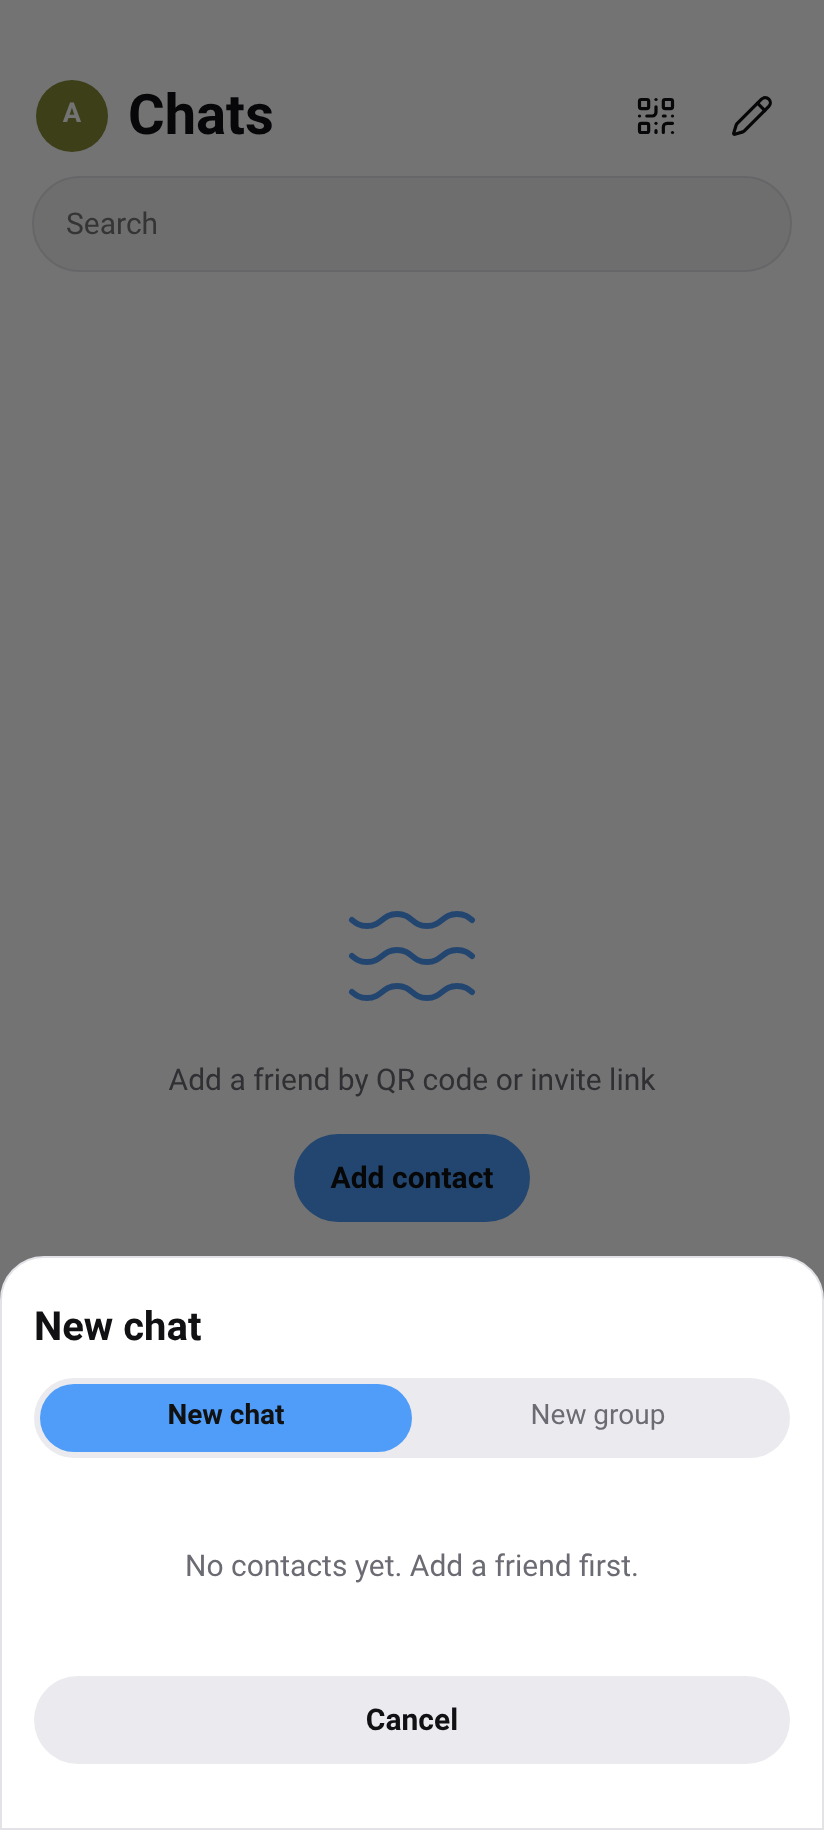 A
Chats
Search
Add a friend by QR code or invite link
Add contact
New chat
New chat
New group
No contacts yet. Add a friend first.
Cancel